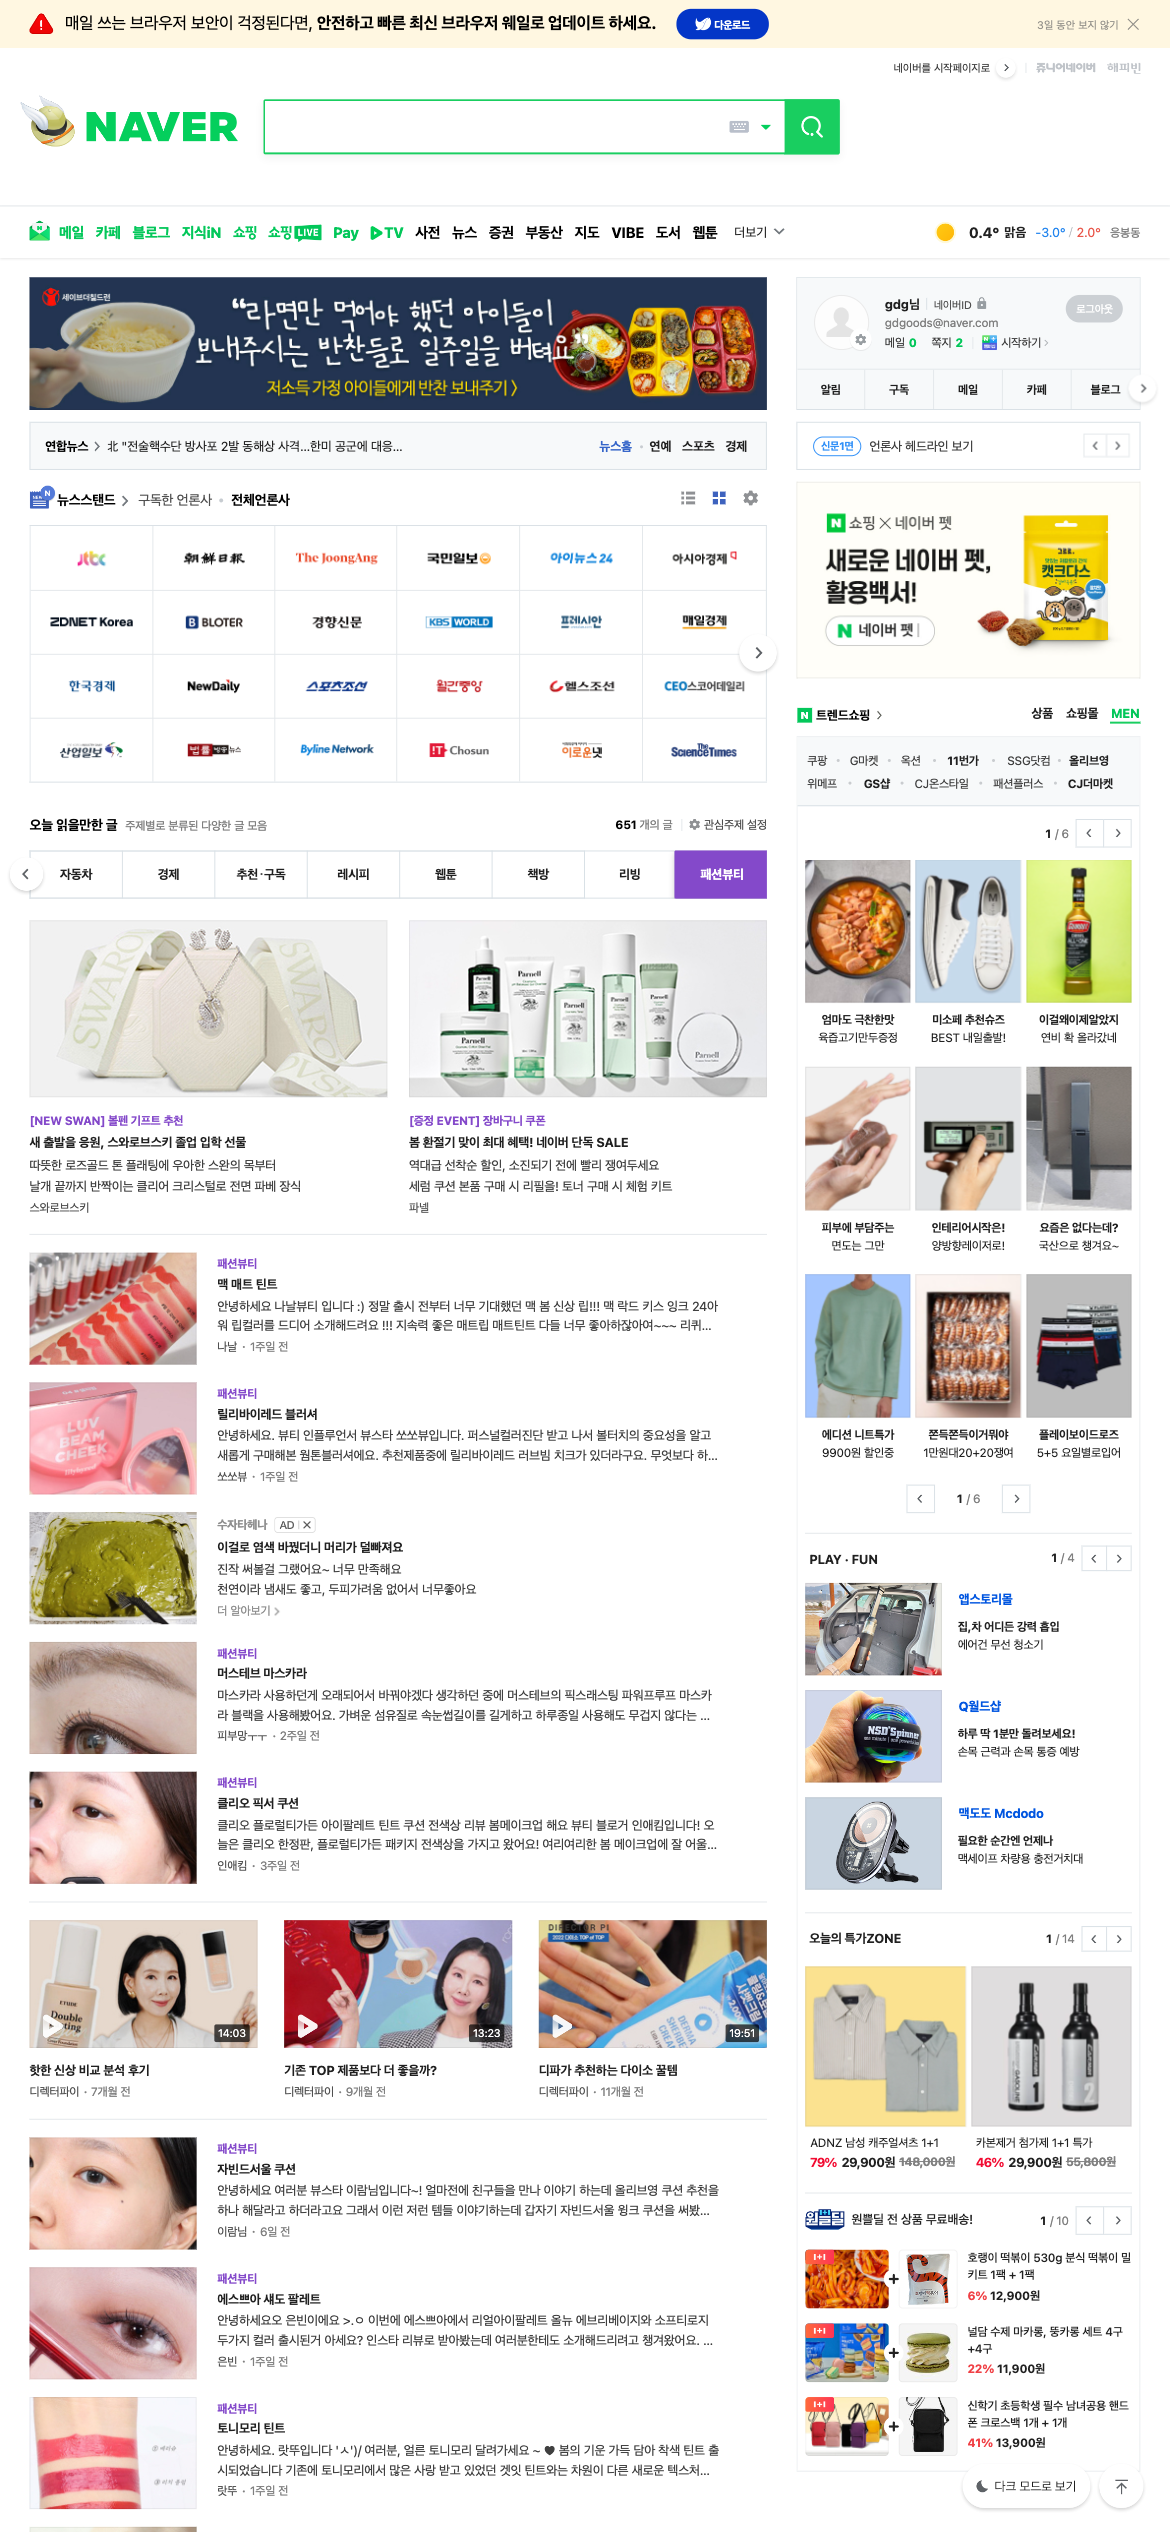 매일 쓰는 브라우저 보안이 걱정된다면, 안전하고 빠른 최신 브라우저 웨일로 업데이트 하세요.
다운로드
3일 동안 보지 않기
네이버를 시작페이지로
쥬니어네이버 해피빈
NAVER
메일 카페 블로그 지식iN 쇼핑 쇼핑LIVE Pay TV 사전 뉴스 증권 부동산 지도 VIBE 도서 웹툰 더보기
0.4° 맑음 -3.0° / 2.0° 응봉동
세이브더칠드런
“라면만 먹어야 했던 아이들이
보내주시는 반찬들로 일주일을 버텨요”
저소득 가정 아이들에게 반찬 보내주기 〉
gdg님 네이버ID
로그아웃
gdgoods@naver.com
메일 0 쪽지 2 시작하기
알림 구독 메일 카페 블로그
연합뉴스 北 "전술핵수단 방사포 2발 동해상 사격...한미 공군에 대응...
뉴스홈 연예 스포츠 경제
신문1면 언론사 헤드라인 보기
뉴스스탠드 구독한 언론사 전체언론사
jtbc 朝鮮日報 The JoongAng 국민일보 아이뉴스24 아시아경제
ZDNET Korea BLOTER 경향신문 KBS WORLD 프레시안 매일경제
한국경제 NewDaily 스포츠조선 월간중앙 헬스조선 CEO스코어데일리
산업일보 법률방송뉴스 Byline Network IT Chosun 이로운넷 The ScienceTimes
N 쇼핑 × 네이버 펫
새로운 네이버 펫,
활용백서!
N 네이버 펫
캣크다스
N 트렌드쇼핑
상품 쇼핑몰 MEN
쿠팡 G마켓 옥션 11번가 SSG닷컴 올리브영
위메프 GS샵 CJ온스타일 패션플러스 CJ더마켓
1 / 6
오늘 읽을만한 글 주제별로 분류된 다양한 글 모음
651 개의 글 관심주제 설정
자동차 경제 추천·구독 레시피 웹툰 책방 리빙 패션뷰티
[NEW SWAN] 볼펜 기프트 추천
새 출발을 응원, 스와로브스키 졸업 입학 선물
따뜻한 로즈골드 톤 플래팅에 우아한 스완의 목부터
날개 끝까지 반짝이는 클리어 크리스털로 전면 파베 장식
스와로브스키
Parnell
[증정 EVENT] 장바구니 쿠폰
봄 환절기 맞이 최대 혜택! 네이버 단독 SALE
역대급 선착순 할인, 소진되기 전에 빨리 쟁여두세요
세럼 쿠션 본품 구매 시 리필을! 토너 구매 시 체험 키트
파넬
엄마도 극찬한맛
육즙고기만두증정
미소페 추천슈즈
BEST 내일출발!
이걸왜이제알았지
연비 확 올라갔네
피부에 부담주는
면도는 그만
인테리어시작은!
양방향레이저로!
요즘은 없다는데?
국산으로 챙겨요~
에디션 니트특가
9900원 할인중
쫀득쫀득이거뭐야
1만원대20+20쟁여
플레이보이드로즈
5+5 요일별로입어
1 / 6
패션뷰티
맥 매트 틴트
안녕하세요 나날뷰티 입니다 :) 정말 출시 전부터 너무 기대했던 맥 봄 신상 립!!! 맥 락드 키스 잉크 24아
워 립컬러를 드디어 소개해드려요 !!! 지속력 좋은 매트립 매트틴트 다들 너무 좋아하잖아여~~~ 리퀴...
나날 · 1주일 전
LUV BEAM CHEEK
패션뷰티
릴리바이레드 블러셔
안녕하세요. 뷰티 인플루언서 뷰스타 쏘쏘뷰입니다. 퍼스널컬러진단 받고 나서 볼터치의 중요성을 알고
새롭게 구매해본 웜톤블러셔예요. 추천제품중에 릴리바이레드 러브빔 치크가 있더라구요. 무엇보다 하...
쏘쏘뷰 · 1주일 전
수자타헤나 AD
이걸로 염색 바꿨더니 머리가 덜빠져요
진작 써볼걸 그랬어요~ 너무 만족해요
천연이라 냄새도 좋고, 두피가려움 없어서 너무좋아요
더 알아보기
패션뷰티
머스테브 마스카라
마스카라 사용하던게 오래되어서 바꿔야겠다 생각하던 중에 머스테브의 픽스래스팅 파워프루프 마스카
라 블랙을 사용해봤어요. 가벼운 섬유질로 속눈썹길이를 길게하고 하루종일 사용해도 무겁지 않다는 ...
피부망ㅜㅜ · 2주일 전
패션뷰티
클리오 픽서 쿠션
클리오 플로럴티가든 아이팔레트 틴트 쿠션 전색상 리뷰 봄메이크업 해요 뷰티 블로거 인애킴입니다! 오
늘은 클리오 한정판, 플로럴티가든 패키지 전색상을 가지고 왔어요! 여리여리한 봄 메이크업에 잘 어울...
인애킴 · 3주일 전
PLAY · FUN
1 / 4
앱스토리몰
집,차 어디든 강력 흡입
에어건 무선 청소기
NSD Spinner
Q월드샵
하루 딱 1분만 돌려보세요!
손목 근력과 손목 통증 예방
맥도도 Mcdodo
필요한 순간엔 언제나
맥세이프 차량용 충전거치대
14:03
핫한 신상 비교 분석 후기
디렉터파이 · 7개월 전
13:23
기존 TOP 제품보다 더 좋을까?
디렉터파이 · 9개월 전
DIRECTOR PI
19:51
디파가 추천하는 다이소 꿀템
디렉터파이 · 11개월 전
오늘의 특가ZONE
1 / 14
ADNZ 남성 캐주얼셔츠 1+1
79% 29,900원 148,000원
카본제거 첨가제 1+1 특가
46% 29,900원 55,800원
패션뷰티
자빈드서울 쿠션
안녕하세요 여러분 뷰스타 이람님입니다~! 얼마전에 친구들을 만나 이야기 하는데 올리브영 쿠션 추천을
하나 해달라고 하더라고요 그래서 이런 저런 템들 이야기하는데 갑자기 자빈드서울 윙크 쿠션을 써봤...
이람님 · 6일 전
패션뷰티
에스쁘아 섀도 팔레트
안녕하세요오 은빈이에요 >.ㅇ 이번에 에스쁘아에서 리얼아이팔레트 올뉴 에브리베이지와 소프티로지
두가지 컬러 출시된거 아세요? 인스타 리뷰로 받아봤는데 여러분한테도 소개해드리려고 챙겨왔어요. ...
은빈 · 1주일 전
패션뷰티
토니모리 틴트
안녕하세요. 랏뚜입니다 'ㅅ')/ 여러분, 얼른 토니모리 달려가세요 ~ ♥ 봄의 기운 가득 담아 착색 틴트 출
시되었습니다 기존에 토니모리에서 많은 사랑 받고 있었던 겟잇 틴트와는 차원이 다른 새로운 텍스처...
랏뚜 · 1주일 전
원쁠딜 원쁠딜 전 상품 무료배송!
1 / 10
1+1
호랭이 떡볶이 530g 분식 떡볶이 밀
키트 1팩 + 1팩
6% 12,900원
1+1
널담 수제 마카롱, 뚱카롱 세트 4구
+4구
22% 11,900원
1+1
신학기 초등학생 필수 남녀공용 핸드
폰 크로스백 1개 + 1개
41% 13,900원
다크 모드로 보기